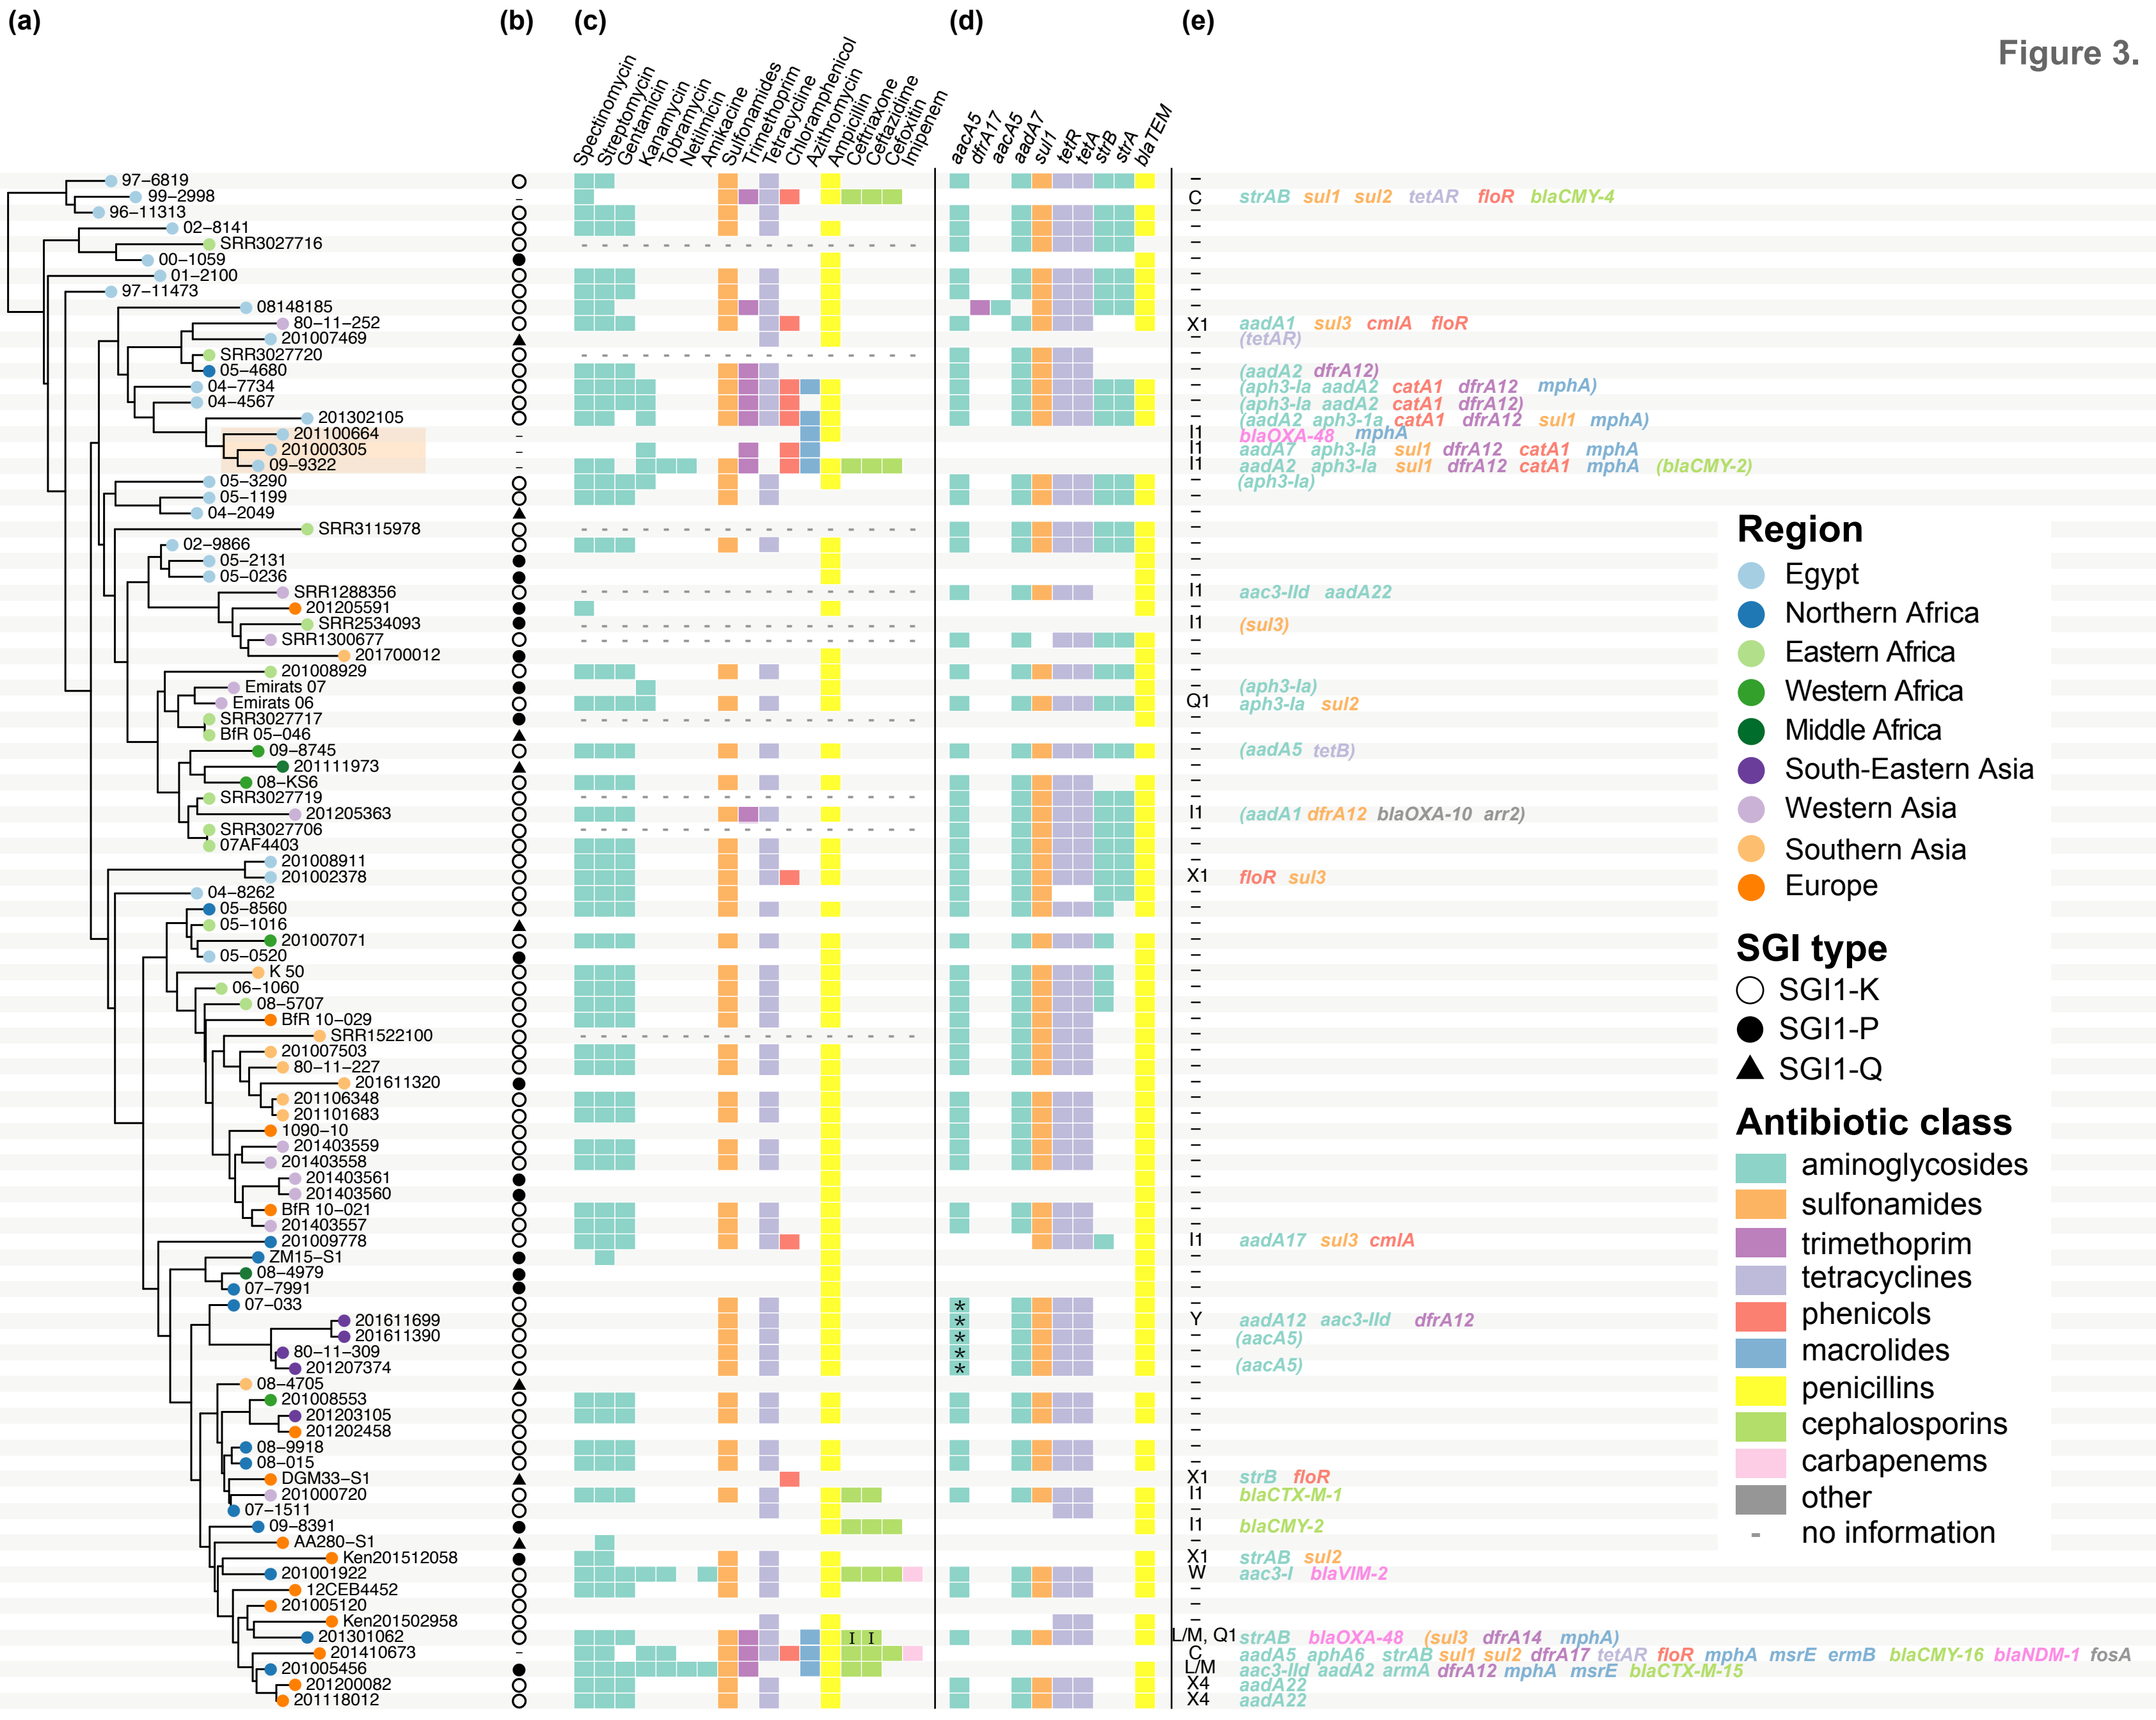 (a) (b) (c) (d) (e)
Figure 3.
Spectinomycin Streptomycin Gentamicin Kanamycin Tobramycin Netilmicin Amikacine Sulfonamides Trimethoprim Tetracycline Chloramphenicol Azithromycin Ampicillin Ceftriaxone Ceftazidime Cefoxitin Imipenem
aacA5 dfrA17 aacA5 aadA7 sul1 tetR tetA strB strA blaTEM
97–6819 –
99–2998 – C strAB sul1 sul2 tetAR floR blaCMY-4
96–11313 –
02–8141 –
SRR3027716 - - - - - - - - - - - - - - - - - –
00–1059 –
01–2100 –
97–11473 –
08148185 –
80–11–252 X1 aadA1 sul3 cmlA floR
201007469 – (tetAR)
SRR3027720 - - - - - - - - - - - - - - - - - –
05–4680 – (aadA2 dfrA12)
04–7734 – (aph3-Ia aadA2 catA1 dfrA12 mphA)
04–4567 – (aph3-Ia aadA2 catA1 dfrA12)
201302105 – (aadA2 aph3-1a catA1 dfrA12 sul1 mphA)
201100664 – I1 blaOXA-48 mphA
201000305 – I1 aadA7 aph3-Ia sul1 dfrA12 catA1 mphA
09–9322 – I1 aadA2 aph3-Ia sul1 dfrA12 catA1 mphA (blaCMY-2)
05–3290 – (aph3-Ia)
05–1199 –
04–2049 –
SRR3115978 - - - - - - - - - - - - - - - - - –
02–9866 –
05–2131 –
05–0236 –
SRR1288356 - - - - - - - - - - - - - - - - - I1 aac3-IId aadA22
201205591 –
SRR2534093 - - - - - - - - - - - - - - - - - I1 (sul3)
SRR1300677 - - - - - - - - - - - - - - - - - –
201700012 –
201008929 –
Emirats 07 – (aph3-Ia)
Emirats 06 Q1 aph3-Ia sul2
SRR3027717 - - - - - - - - - - - - - - - - - –
BfR 05–046 –
09–8745 – (aadA5 tetB)
201111973 –
08–KS6 –
SRR3027719 - - - - - - - - - - - - - - - - - –
201205363 I1 (aadA1 dfrA12 blaOXA-10 arr2)
SRR3027706 - - - - - - - - - - - - - - - - - –
07AF4403 –
201008911 –
201002378 X1 floR sul3
04–8262 –
05–8560 –
05–1016 –
201007071 –
05–0520 –
K 50 –
06–1060 –
08–5707 –
BfR 10–029 –
SRR1522100 - - - - - - - - - - - - - - - - - –
201007503 –
80–11–227 –
201611320 –
201106348 –
201101683 –
1090–10 –
201403559 –
201403558 –
201403561 –
201403560 –
BfR 10–021 –
201403557 –
201009778 I1 aadA17 sul3 cmlA
ZM15–S1 –
08–4979 –
07–7991 –
07–033 * –
201611699 * Y aadA12 aac3-IId dfrA12
201611390 * – (aacA5)
80–11–309 * –
201207374 * – (aacA5)
08–4705 –
201008553 –
201203105 –
201202458 –
08–9918 –
08–015 –
DGM33–S1 X1 strB floR
201000720 I1 blaCTX-M-1
07–1511 –
09–8391 I1 blaCMY-2
AA280–S1 –
Ken201512058 X1 strAB sul2
201001922 W aac3-I blaVIM-2
12CEB4452 –
201005120 –
Ken201502958 –
201301062 I I L/M, Q1 strAB blaOXA-48 (sul3 dfrA14 mphA)
201410673 – C aadA5 aphA6 strAB sul1 sul2 dfrA17 tetAR floR mphA msrE ermB blaCMY-16 blaNDM-1 fosA
201005456 L/M aac3-IId aadA2 armA dfrA12 mphA msrE blaCTX-M-15
201200082 X4 aadA22
201118012 X4 aadA22
Region
Egypt
Northern Africa
Eastern Africa
Western Africa
Middle Africa
South-Eastern Asia
Western Asia
Southern Asia
Europe
SGI type
SGI1-K
SGI1-P
SGI1-Q
Antibiotic class
aminoglycosides
sulfonamides
trimethoprim
tetracyclines
phenicols
macrolides
penicillins
cephalosporins
carbapenems
other
- no information